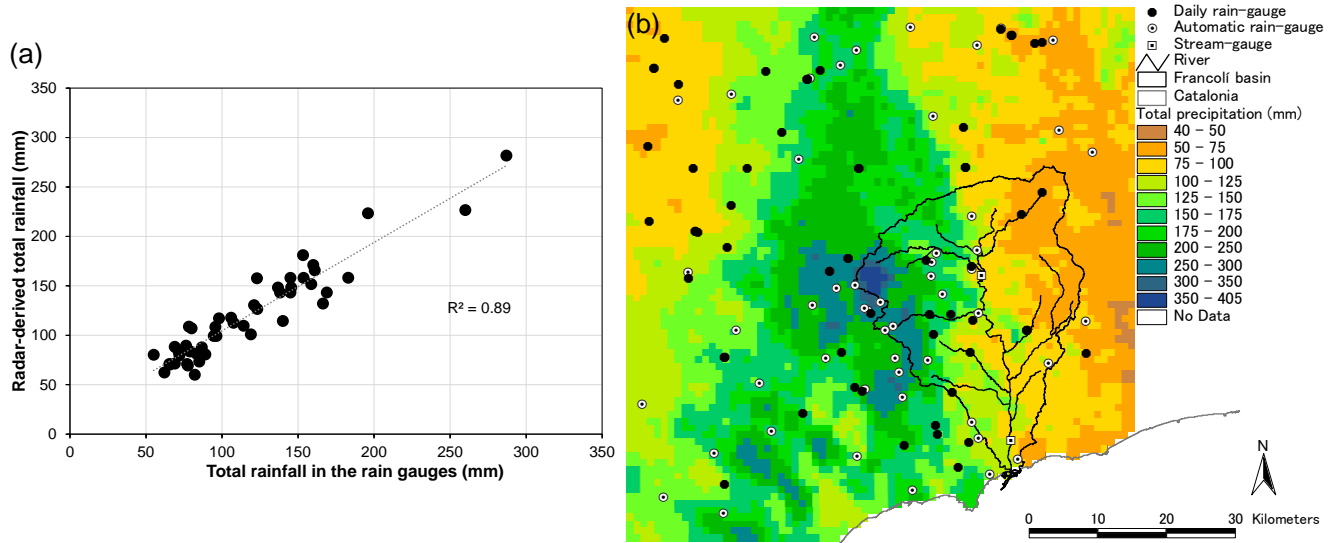 (a)
350
300
250
200
150
100
50
0
0 50 100 150 200 250 300 350
Radar-derived total rainfall (mm)
Total rainfall in the rain gauges (mm)
R² = 0.89
(b)
Daily rain-gauge
Automatic rain-gauge
Stream-gauge
River
Francolí basin
Catalonia
Total precipitation (mm)
40 - 50
50 - 75
75 - 100
100 - 125
125 - 150
150 - 175
175 - 200
200 - 250
250 - 300
300 - 350
350 - 405
No Data
N
0 10 20 30 Kilometers